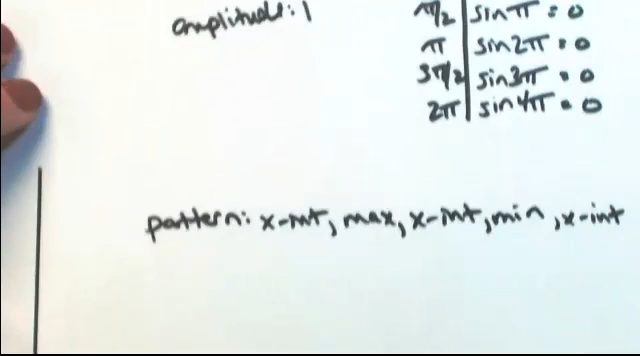 amplitude: 1
π/2 | sin π = 0
π | sin 2π = 0
3π/2 | sin 3π = 0
2π | sin 4π = 0
pattern: x-int, max, x-int, min, x-int